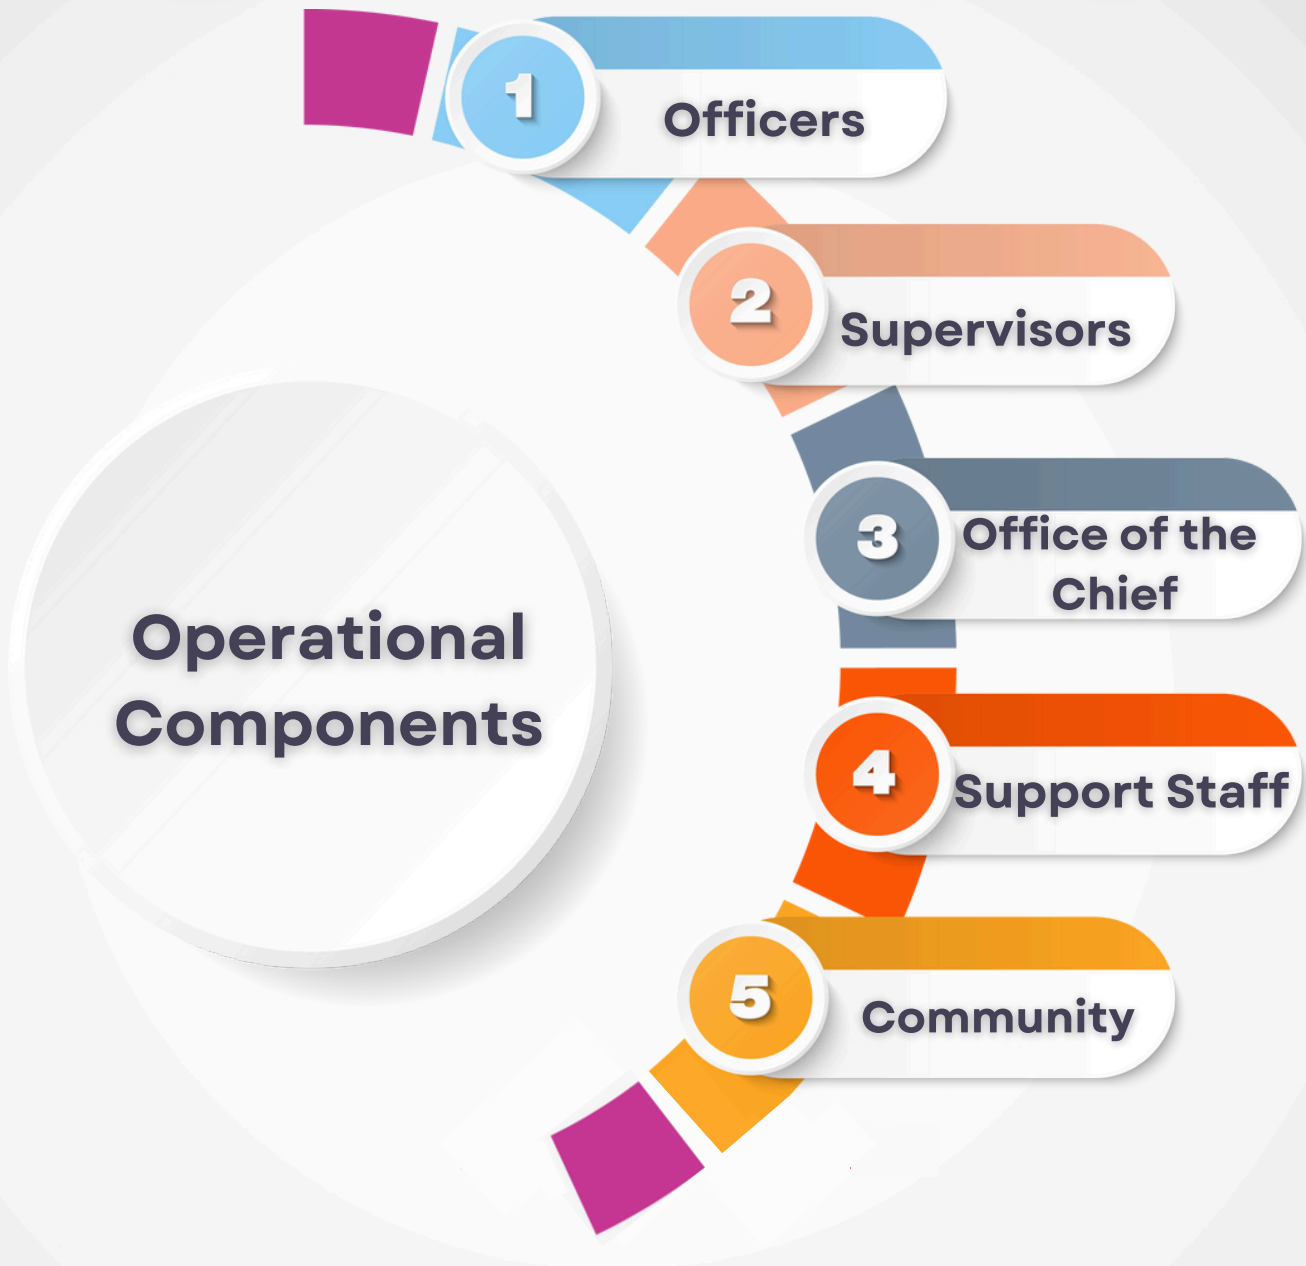 1
Officers
2
Supervisors
3
Office of the
Chief
Operational
Components
4
Support Staff
5
Community